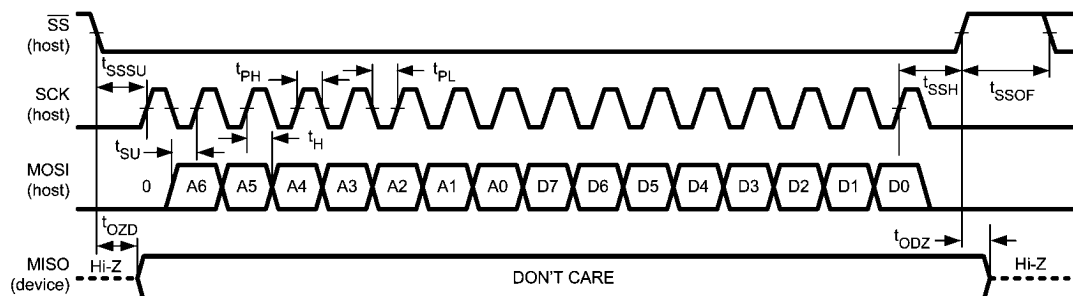 SS
(host)
tSSSU
tPH
tPL
tSSH
tSSOF
SCK
(host)
tSU
tH
MOSI
(host)
0 A6 A5 A4 A3 A2 A1 A0 D7 D6 D5 D4 D3 D2 D1 D0
tOZD
tODZ
MISO
(device)
Hi-Z DON'T CARE Hi-Z